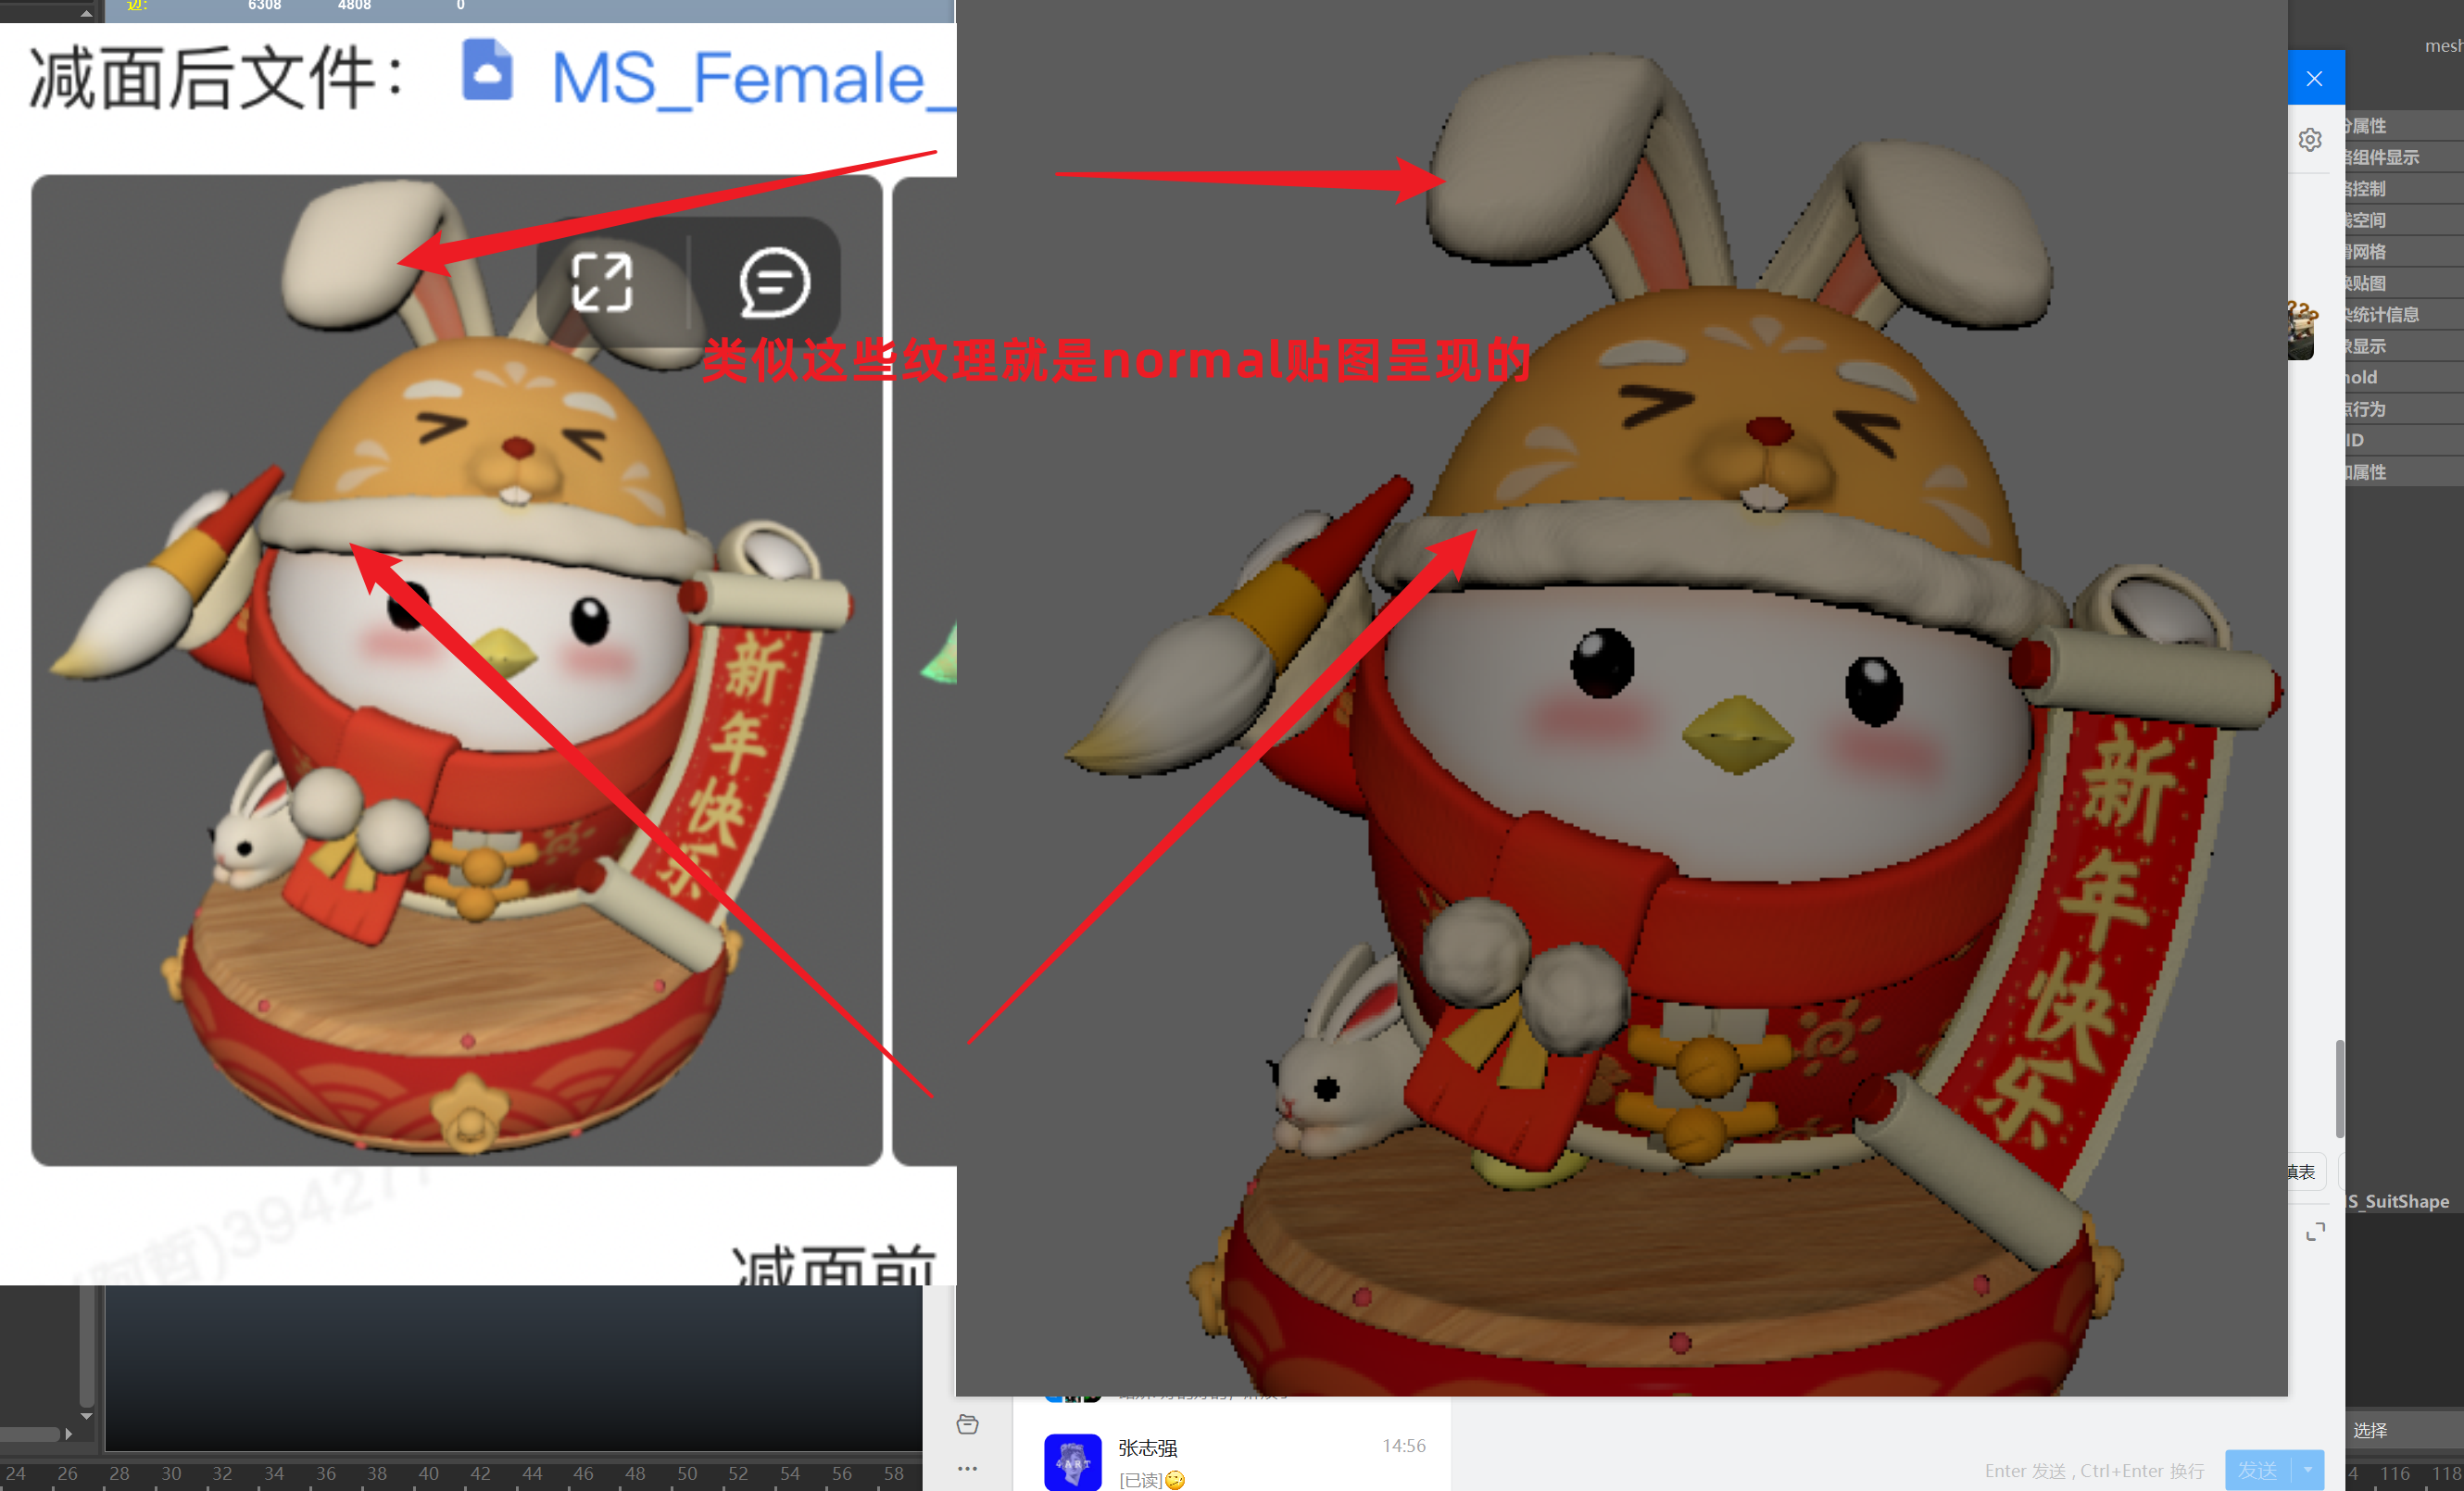 边: 6308 4808 0
减面后文件： MS_Female_
类似这些纹理就是normal贴图呈现的
新年快乐
新年快乐
394277
减面前
mesh
属性
组件显示
控制
空间
网格
贴图
统计信息
显示
nold
行为
ID
属性
填表
IS_SuitShape
选择
张志强 14:56
[已读]
Enter 发送 , Ctrl+Enter 换行
发送
24 26 28 30 32 34 36 38 40 42 44 46 48 50 52 54 56 58
4 116 118
4ART